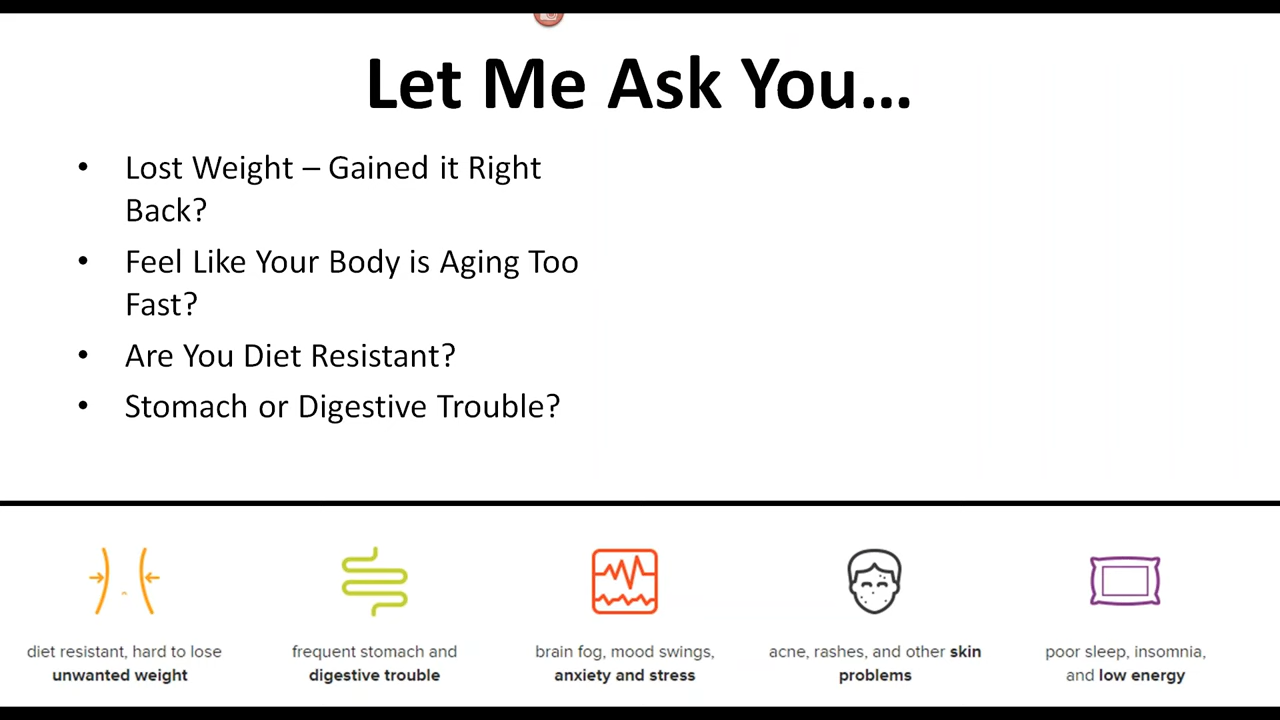 Let Me Ask You...
• Lost Weight – Gained it Right
Back?
• Feel Like Your Body is Aging Too
Fast?
• Are You Diet Resistant?
• Stomach or Digestive Trouble?
diet resistant, hard to lose
unwanted weight
frequent stomach and
digestive trouble
brain fog, mood swings,
anxiety and stress
acne, rashes, and other skin
problems
poor sleep, insomnia,
and low energy